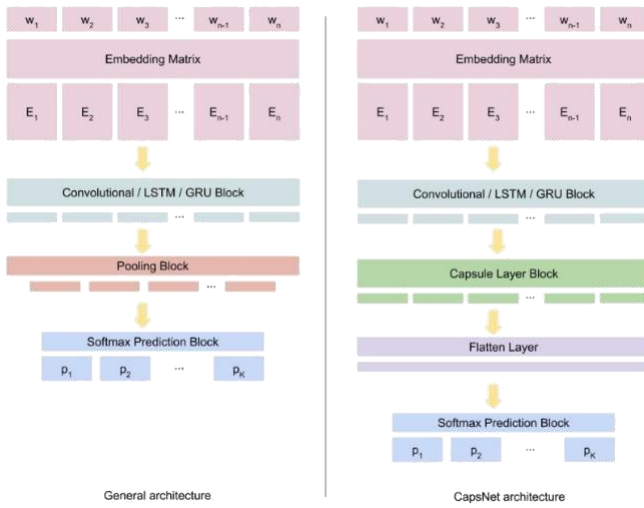 w1 w2 w3 ... wn-1 wn
Embedding Matrix
E1 E2 E3 ... En-1 En
Convolutional / LSTM / GRU Block
...
Pooling Block
...
Softmax Prediction Block
p1 p2 ... pK
General architecture
w1 w2 w3 ... wn-1 wn
Embedding Matrix
E1 E2 E3 ... En-1 En
Convolutional / LSTM / GRU Block
...
Capsule Layer Block
...
Flatten Layer
Softmax Prediction Block
p1 p2 ... pK
CapsNet architecture